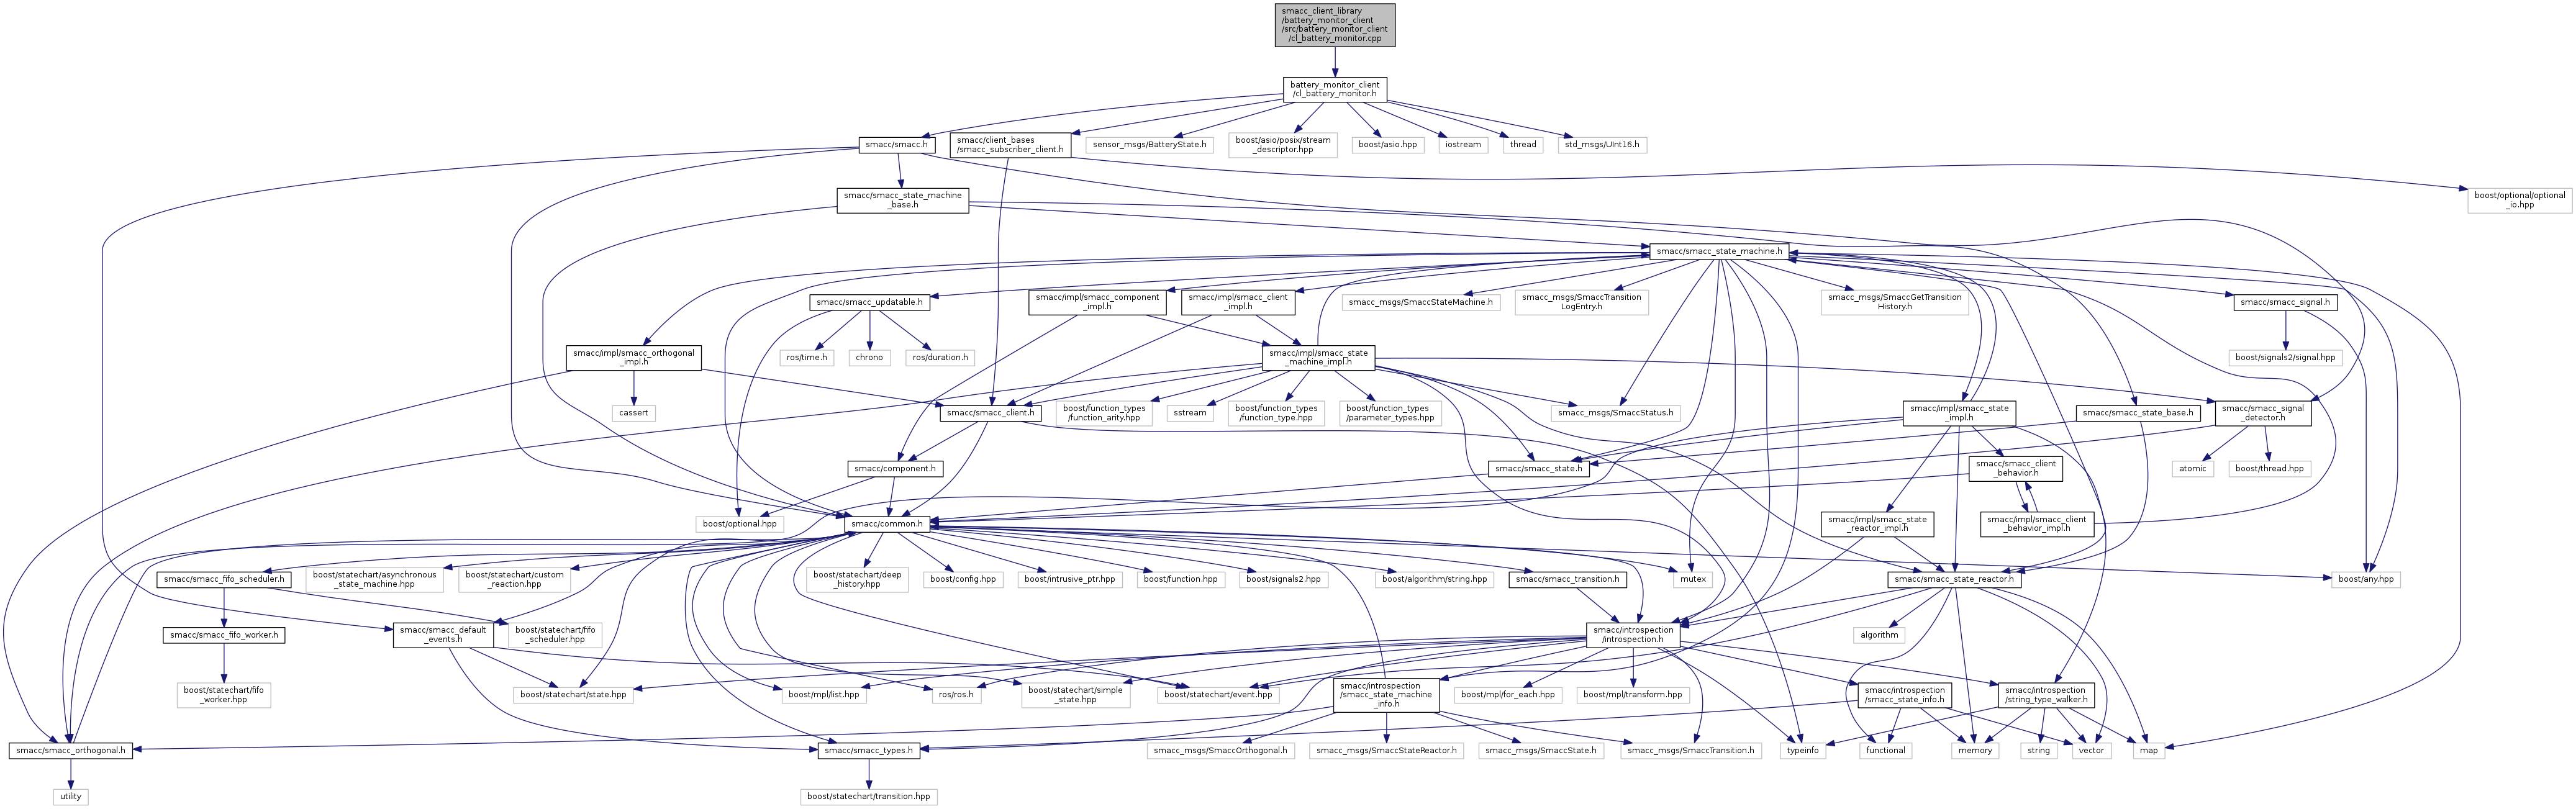 smacc_client_library
/battery_monitor_client
/src/battery_monitor_client
/cl_battery_monitor.cpp
battery_monitor_client
/cl_battery_monitor.h
smacc/smacc.h
smacc/client_bases
/smacc_subscriber_client.h
sensor_msgs/BatteryState.h
boost/asio/posix/stream
_descriptor.hpp
boost/asio.hpp
iostream
thread
std_msgs/UInt16.h
smacc/smacc_state_machine
_base.h
boost/optional/optional
_io.hpp
smacc/smacc_state_machine.h
smacc/smacc_updatable.h
smacc/impl/smacc_component
_impl.h
smacc/impl/smacc_client
_impl.h
smacc_msgs/SmaccStateMachine.h
smacc_msgs/SmaccTransition
LogEntry.h
smacc_msgs/SmaccGetTransition
History.h
smacc/smacc_signal.h
smacc/impl/smacc_orthogonal
_impl.h
ros/time.h
chrono
ros/duration.h
smacc/impl/smacc_state
_machine_impl.h
boost/signals2/signal.hpp
cassert
smacc/smacc_client.h
boost/function_types
/function_arity.hpp
sstream
boost/function_types
/function_type.hpp
boost/function_types
/parameter_types.hpp
smacc_msgs/SmaccStatus.h
smacc/impl/smacc_state
_impl.h
smacc/smacc_state_base.h
smacc/smacc_signal
_detector.h
smacc/component.h
smacc/smacc_state.h
smacc/smacc_client
_behavior.h
atomic
boost/thread.hpp
boost/optional.hpp
smacc/common.h
smacc/impl/smacc_state
_reactor_impl.h
smacc/impl/smacc_client
_behavior_impl.h
smacc/smacc_fifo_scheduler.h
boost/statechart/asynchronous
_state_machine.hpp
boost/statechart/custom
_reaction.hpp
boost/statechart/deep
_history.hpp
boost/config.hpp
boost/intrusive_ptr.hpp
boost/function.hpp
boost/signals2.hpp
boost/algorithm/string.hpp
smacc/smacc_transition.h
mutex
smacc/smacc_state_reactor.h
boost/any.hpp
smacc/smacc_fifo_worker.h
smacc/smacc_default
_events.h
boost/statechart/fifo
_scheduler.hpp
smacc/introspection
/introspection.h
algorithm
boost/statechart/fifo
_worker.hpp
boost/statechart/state.hpp
boost/mpl/list.hpp
ros/ros.h
boost/statechart/simple
_state.hpp
boost/statechart/event.hpp
smacc/introspection
/smacc_state_machine
_info.h
boost/mpl/for_each.hpp
boost/mpl/transform.hpp
smacc/introspection
/smacc_state_info.h
smacc/introspection
/string_type_walker.h
smacc/smacc_orthogonal.h
smacc/smacc_types.h
smacc_msgs/SmaccOrthogonal.h
smacc_msgs/SmaccStateReactor.h
smacc_msgs/SmaccState.h
smacc_msgs/SmaccTransition.h
typeinfo
functional
memory
string
vector
map
utility
boost/statechart/transition.hpp